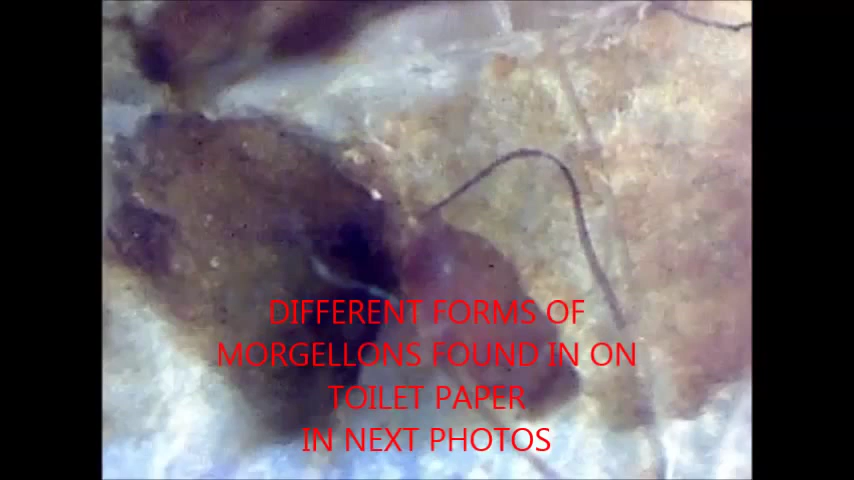 DIFFERENT FORMS OF
MORGELLONS FOUND IN ON
TOILET PAPER
IN NEXT PHOTOS